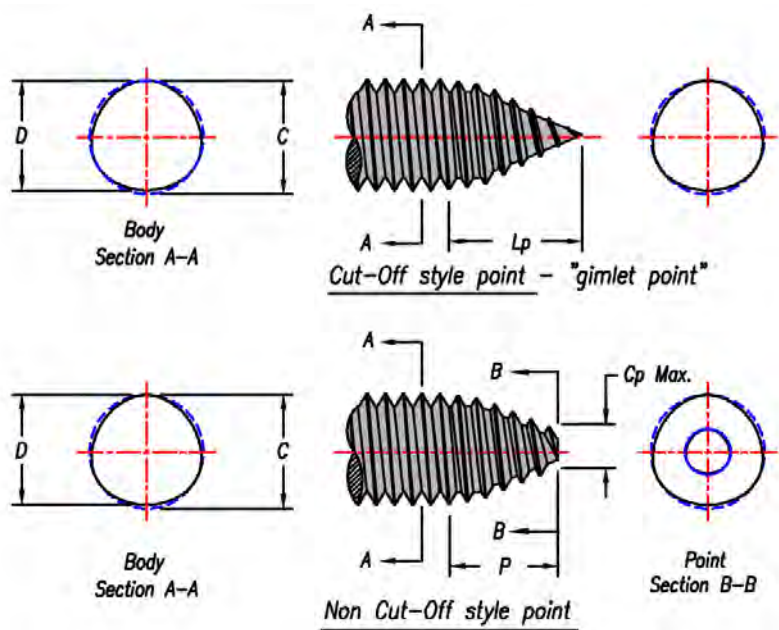 A
D
C
Body
Section A-A
A
Lp
Cut-Off style point - "gimlet point"
A
B
Cp Max.
D
C
Body
Section A-A
A
B
P
Point
Section B-B
Non Cut-Off style point